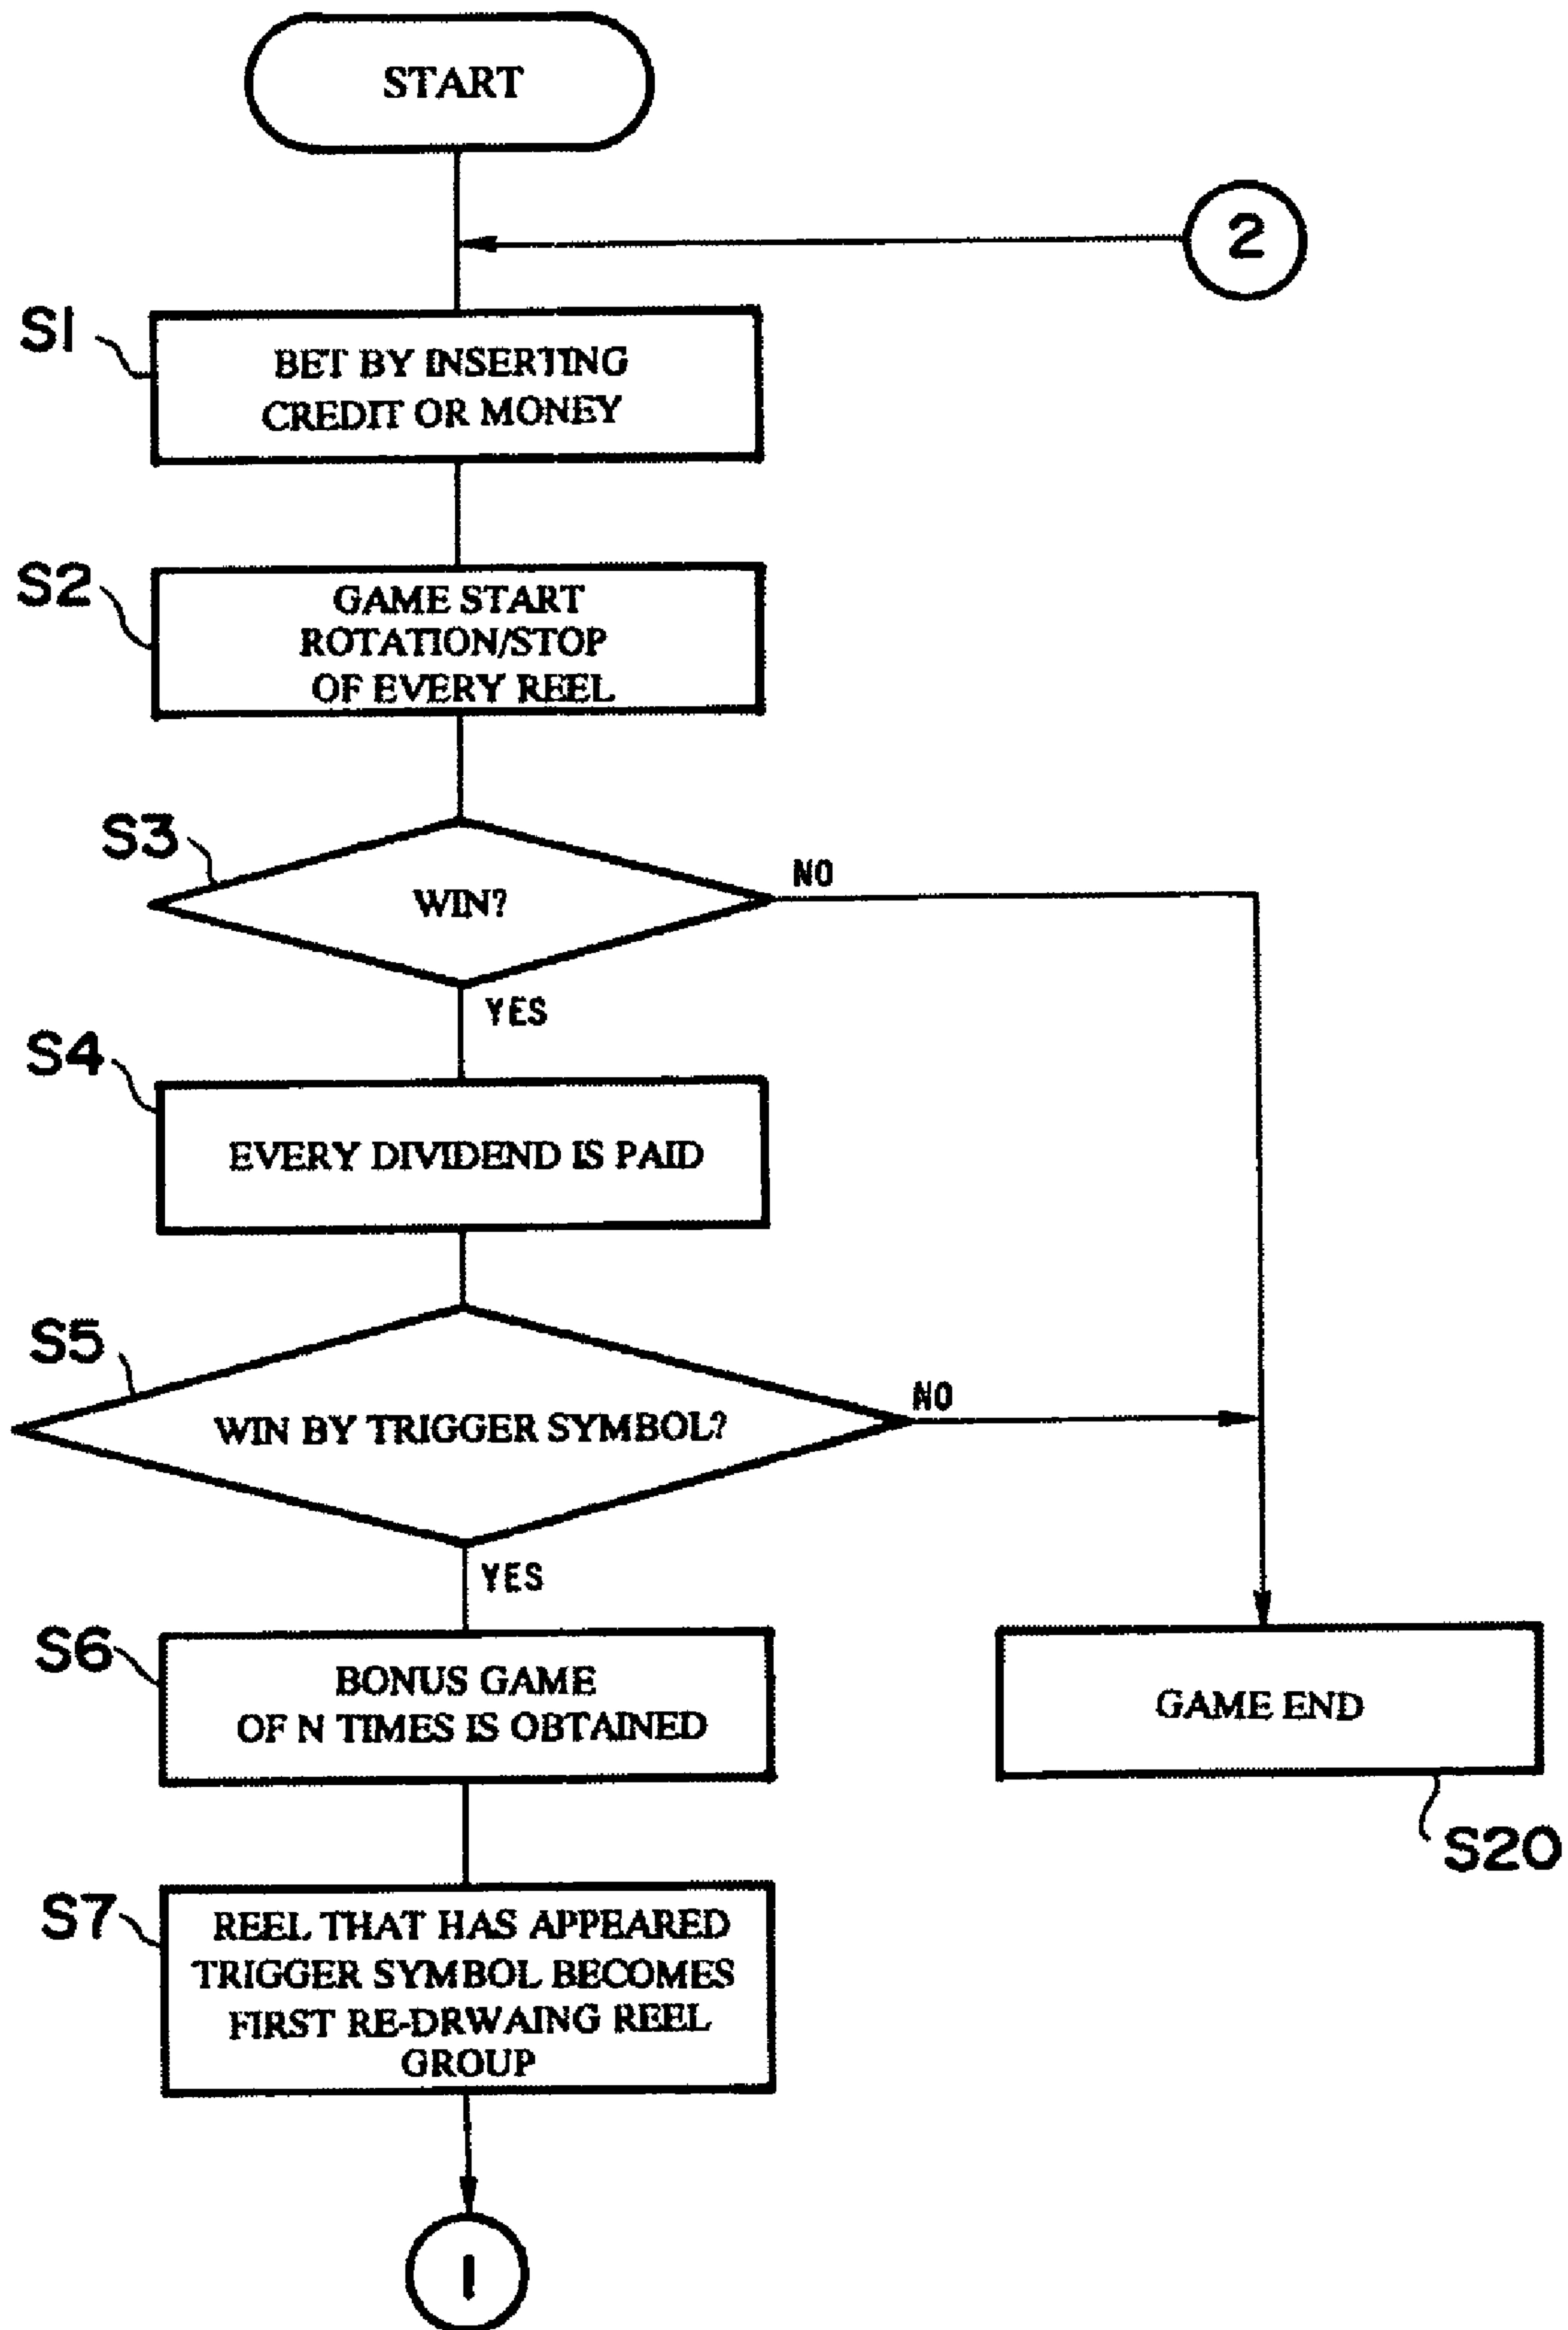 START
2
S1
BET BY INSERTING
CREDIT OR MONEY
S2
GAME START
ROTATION/STOP
OF EVERY REEL
S3
WIN?
NO
YES
S4
EVERY DIVIDEND IS PAID
S5
WIN BY TRIGGER SYMBOL?
NO
YES
S6
BONUS GAME
OF N TIMES IS OBTAINED
GAME END
S20
S7
REEL THAT HAS APPEARED
TRIGGER SYMBOL BECOMES
FIRST RE-DRWAING REEL
GROUP
1